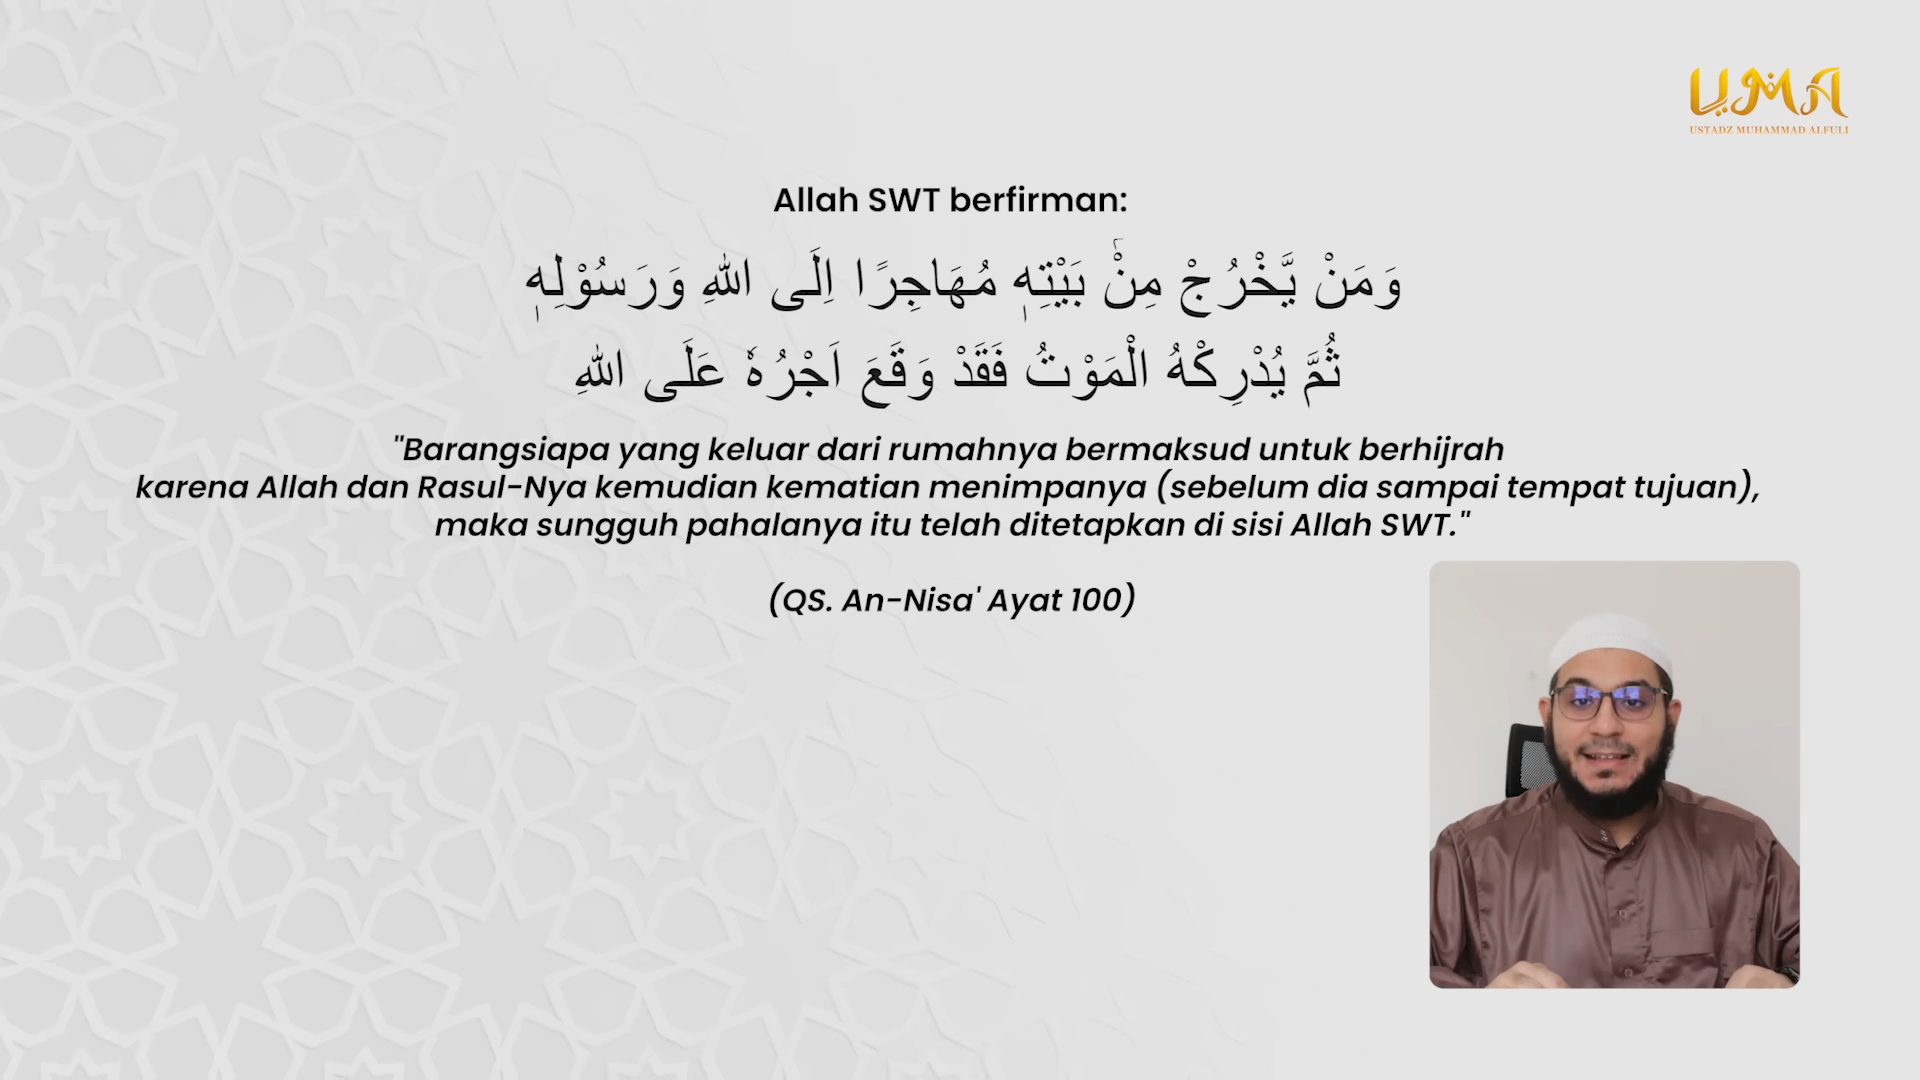 UMA
USTADZ MUHAMMAD ALFULI
Allah SWT berfirman:
وَمَنْ يَّخْرُجْ مِنْۢ بَيْتِهٖ مُهَاجِرًا اِلَى اللهِ وَرَسُوْلِهٖ
ثُمَّ يُدْرِكْهُ الْمَوْتُ فَقَدْ وَقَعَ اَجْرُهٗ عَلَى اللهِ
"Barangsiapa yang keluar dari rumahnya bermaksud untuk berhijrah
karena Allah dan Rasul-Nya kemudian kematian menimpanya (sebelum dia sampai tempat tujuan),
maka sungguh pahalanya itu telah ditetapkan di sisi Allah SWT."
(QS. An-Nisa' Ayat 100)